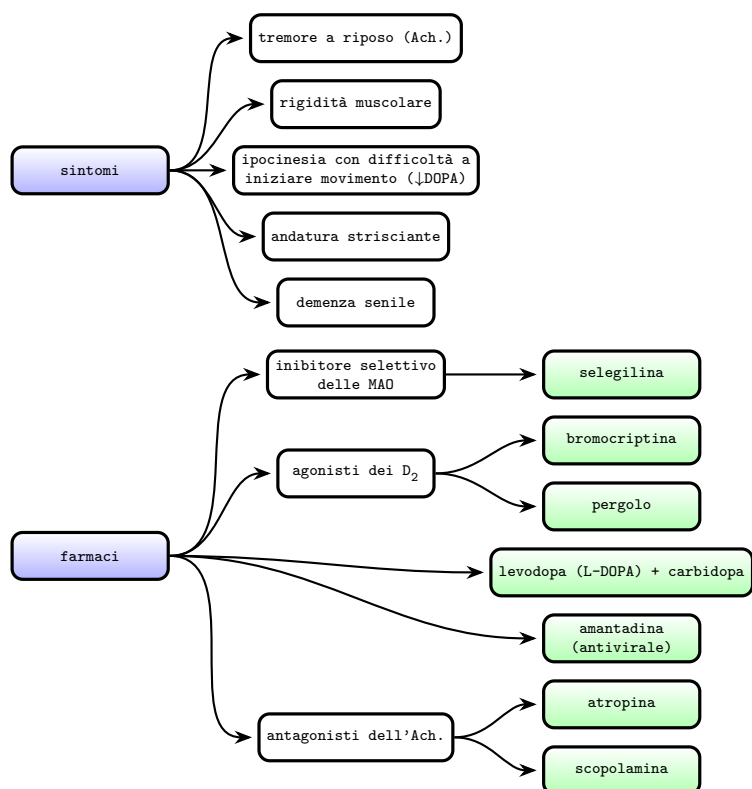 tremore a riposo (Ach.)
rigidità muscolare
sintomi
ipocinesia con difficoltà a
iniziare movimento (↓DOPA)
andatura strisciante
demenza senile
inibitore selettivo
delle MAO
selegilina
agonisti dei D₂
bromocriptina
pergolo
farmaci
levodopa (L-DOPA) + carbidopa
amantadina
(antivirale)
antagonisti dell'Ach.
atropina
scopolamina